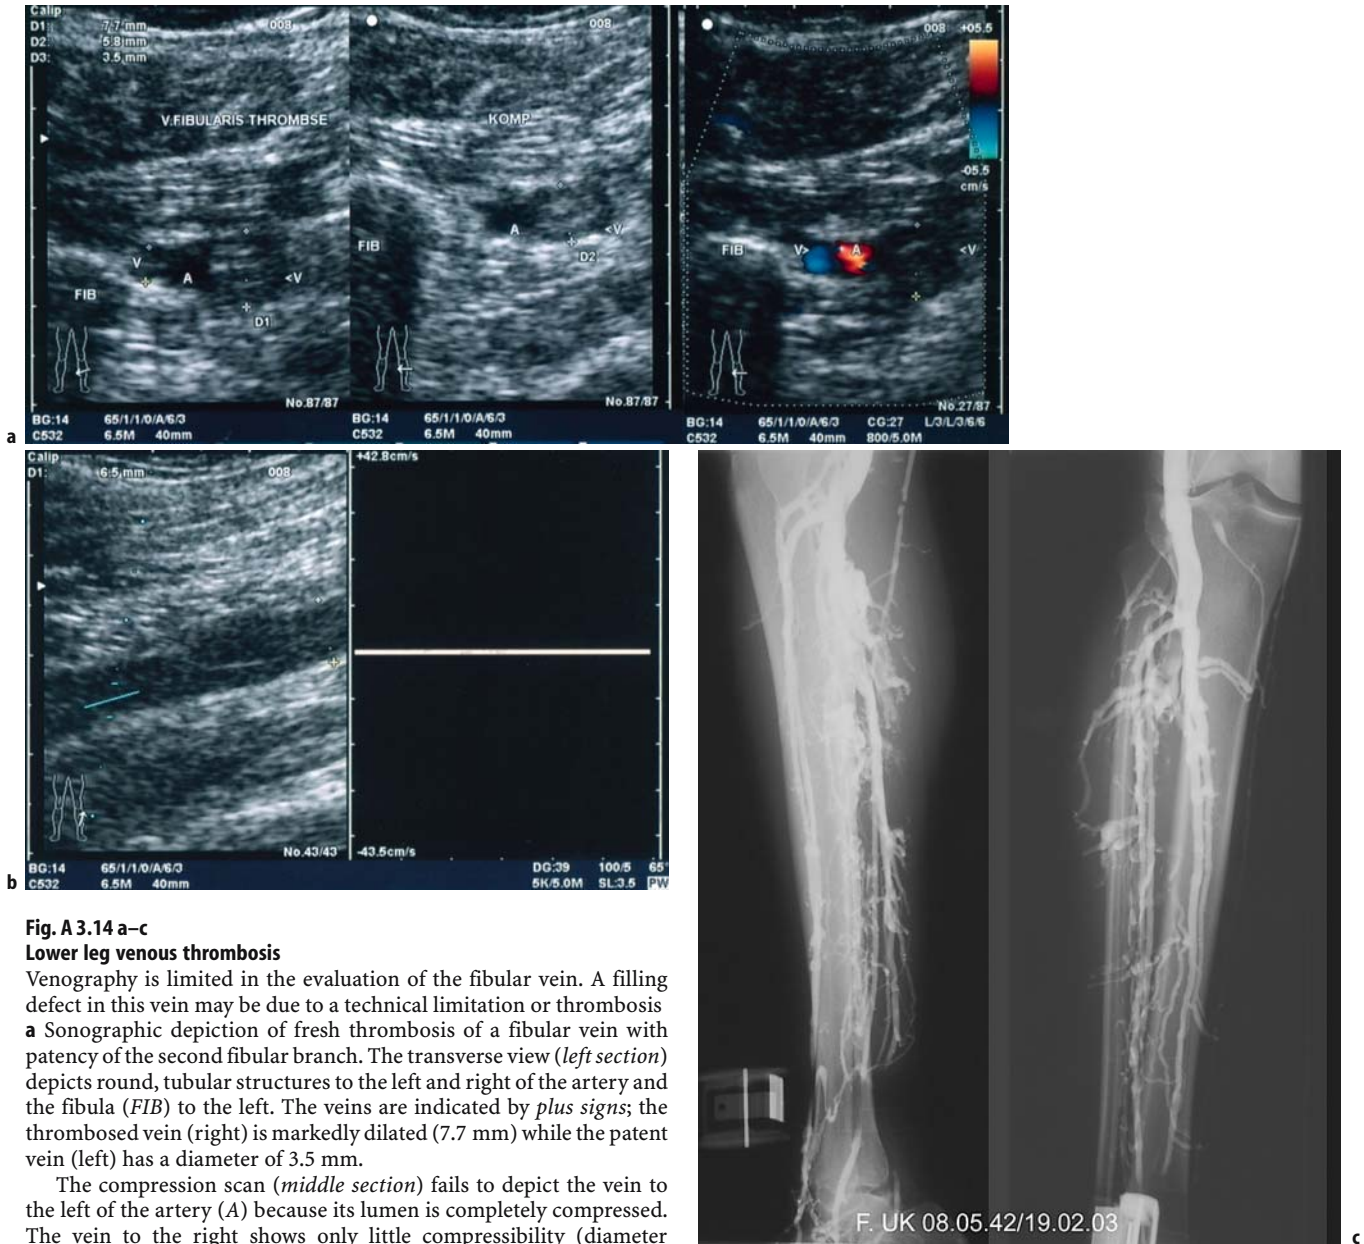 Calip
D1: 7.7 mm 008
D2: 5.8 mm
D3: 3.5 mm
V.FIBULARIS THROMBSE
V
A
<V
FIB
D1
No.87/87
BG:14 65/1/1/0/A/6/3
C532 6.5M 40mm
008
KOMP
A
<V
FIB
D2
No.87/87
BG:14 65/1/1/0/A/6/3
C532 6.5M 40mm
008 +05.5
-05.5
cm/s
FIB V> A <V
No.27/87
BG:14 65/1/1/0/A/6/3 CG:27 L/3/L/3/6/6
C532 6.5M 40mm 800/5.0M
a
Calip
D1: 6.5 mm 008
+42.8cm/s
No.43/43
-43.5cm/s
BG:14 65/1/1/0/A/6/3 DG:39 100/5 65°
C532 6.5M 40mm 5K/5.0M SL:3.5 PW
b
F. UK 08.05.42/19.02.03
c
Fig. A 3.14 a–c
Lower leg venous thrombosis
Venography is limited in the evaluation of the fibular vein. A filling
defect in this vein may be due to a technical limitation or thrombosis
a Sonographic depiction of fresh thrombosis of a fibular vein with
patency of the second fibular branch. The transverse view (left section)
depicts round, tubular structures to the left and right of the artery and
the fibula (FIB) to the left. The veins are indicated by plus signs; the
thrombosed vein (right) is markedly dilated (7.7 mm) while the patent
vein (left) has a diameter of 3.5 mm.
The compression scan (middle section) fails to depict the vein to
the left of the artery (A) because its lumen is completely compressed.
The vein to the right shows only little compressibility (diameter